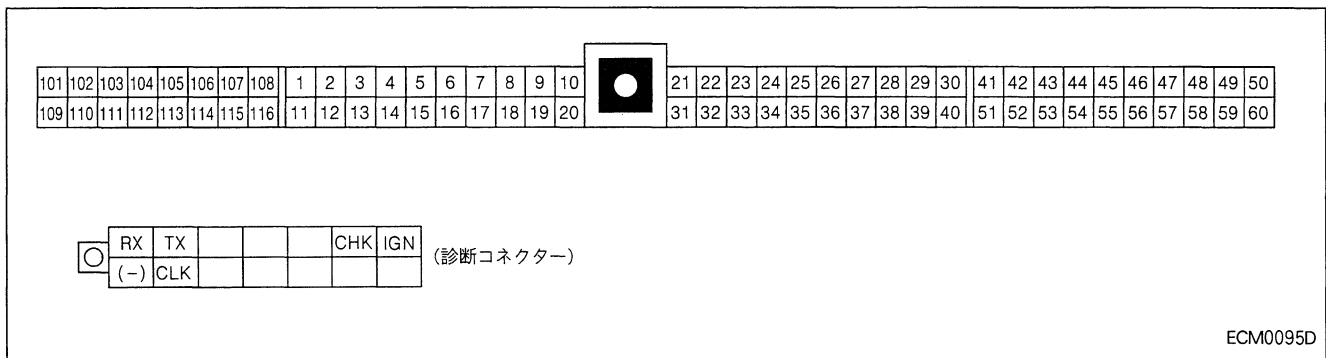 101 102 103 104 105 106 107 108 1 2 3 4 5 6 7 8 9 10 21 22 23 24 25 26 27 28 29 30 41 42 43 44 45 46 47 48 49 50
109 110 111 112 113 114 115 116 11 12 13 14 15 16 17 18 19 20 31 32 33 34 35 36 37 38 39 40 51 52 53 54 55 56 57 58 59 60
RX TX CHK IGN
(-) CLK
(診断コネクター)
ECM0095D